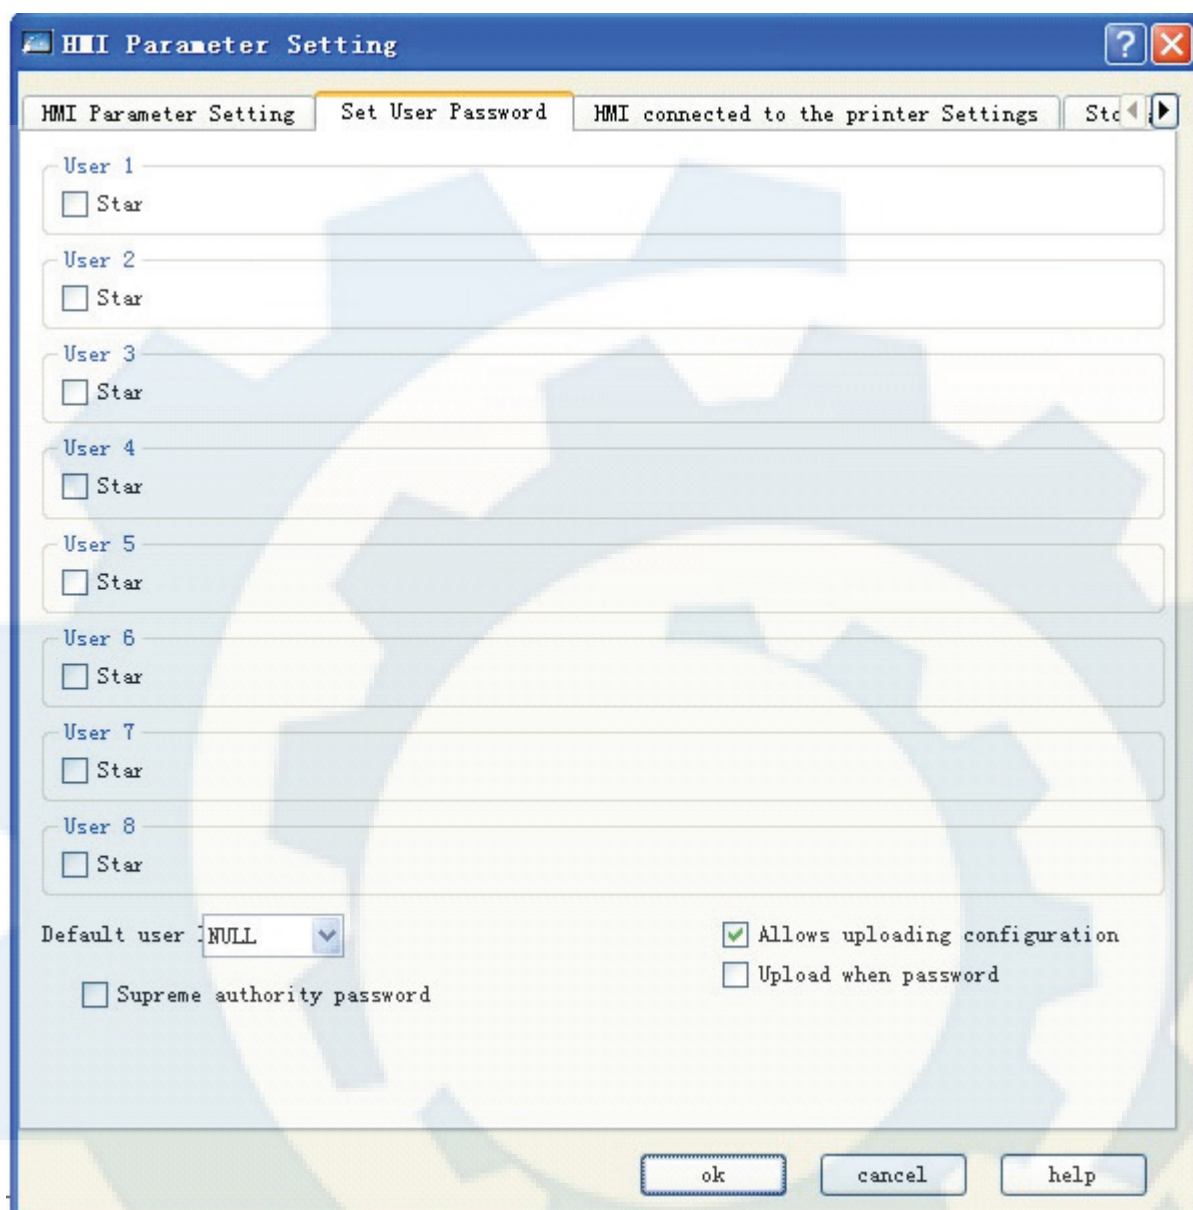 HMI Parameter Setting
HMI Parameter Setting Set User Password HMI connected to the printer Settings
User 1
Star
User 2
Star
User 3
Star
User 4
Star
User 5
Star
User 6
Star
User 7
Star
User 8
Star
Default user NULL
Allows uploading configuration
Upload when password
Supreme authority password
ok cancel help